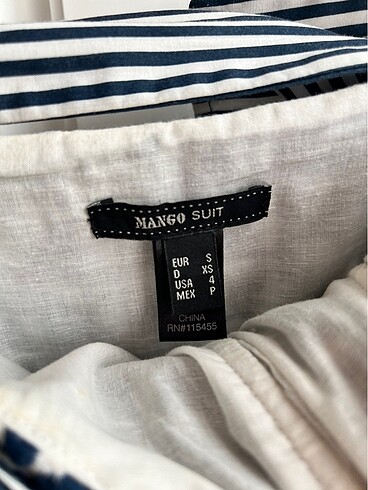 MANGO SUIT
EUR S
D XS
USA 4
MEX P
CHINA
RN#115455